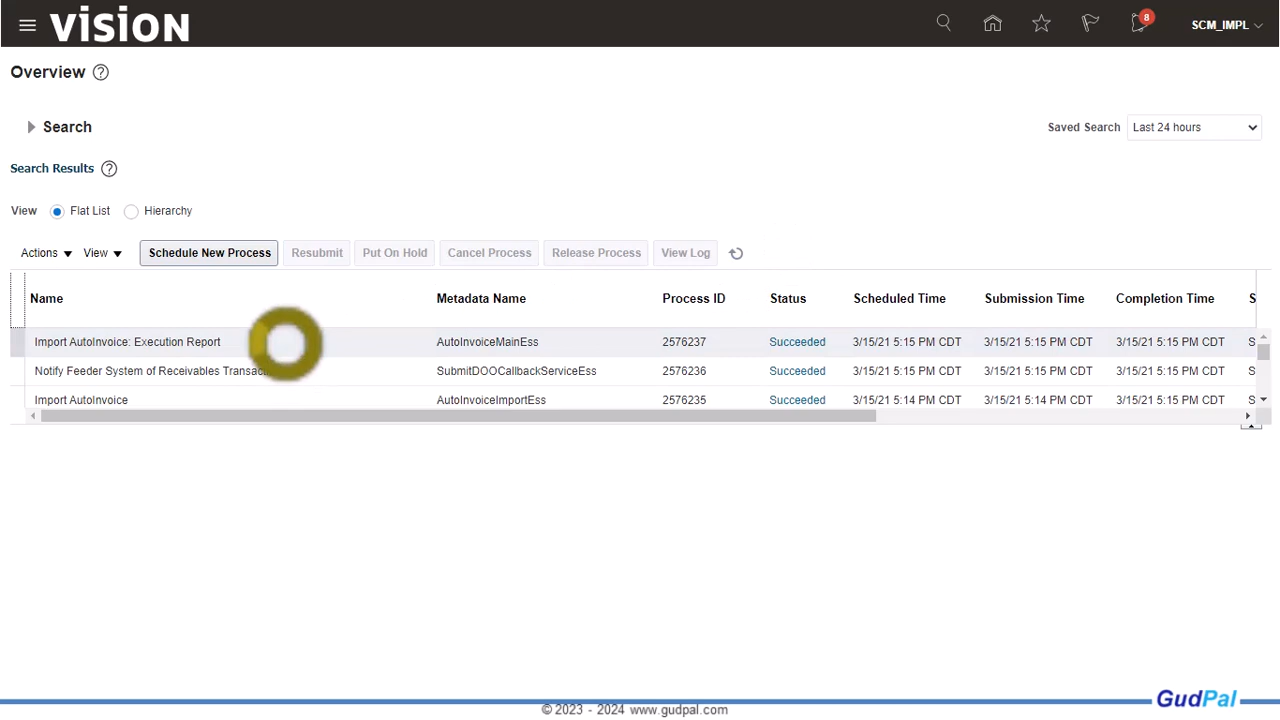 vision
8
SCM_IMPL
Overview ?
Search
Saved Search Last 24 hours
Search Results ?
View Flat List Hierarchy
Actions View Schedule New Process Resubmit Put On Hold Cancel Process Release Process View Log
Name Metadata Name Process ID Status Scheduled Time Submission Time Completion Time S
Import AutoInvoice: Execution Report AutoInvoiceMainEss 2576237 Succeeded 3/15/21 5:15 PM CDT 3/15/21 5:15 PM CDT 3/15/21 5:15 PM CDT S
Notify Feeder System of Receivables SubmitDOOCallbackServiceEss 2576236 Succeeded 3/15/21 5:15 PM CDT 3/15/21 5:15 PM CDT 3/15/21 5:15 PM CDT S
Import AutoInvoice AutoInvoiceImportEss 2576235 Succeeded 3/15/21 5:14 PM CDT 3/15/21 5:14 PM CDT 3/15/21 5:14 PM CDT S
GudPal
© 2023 - 2024 www.gudpal.com